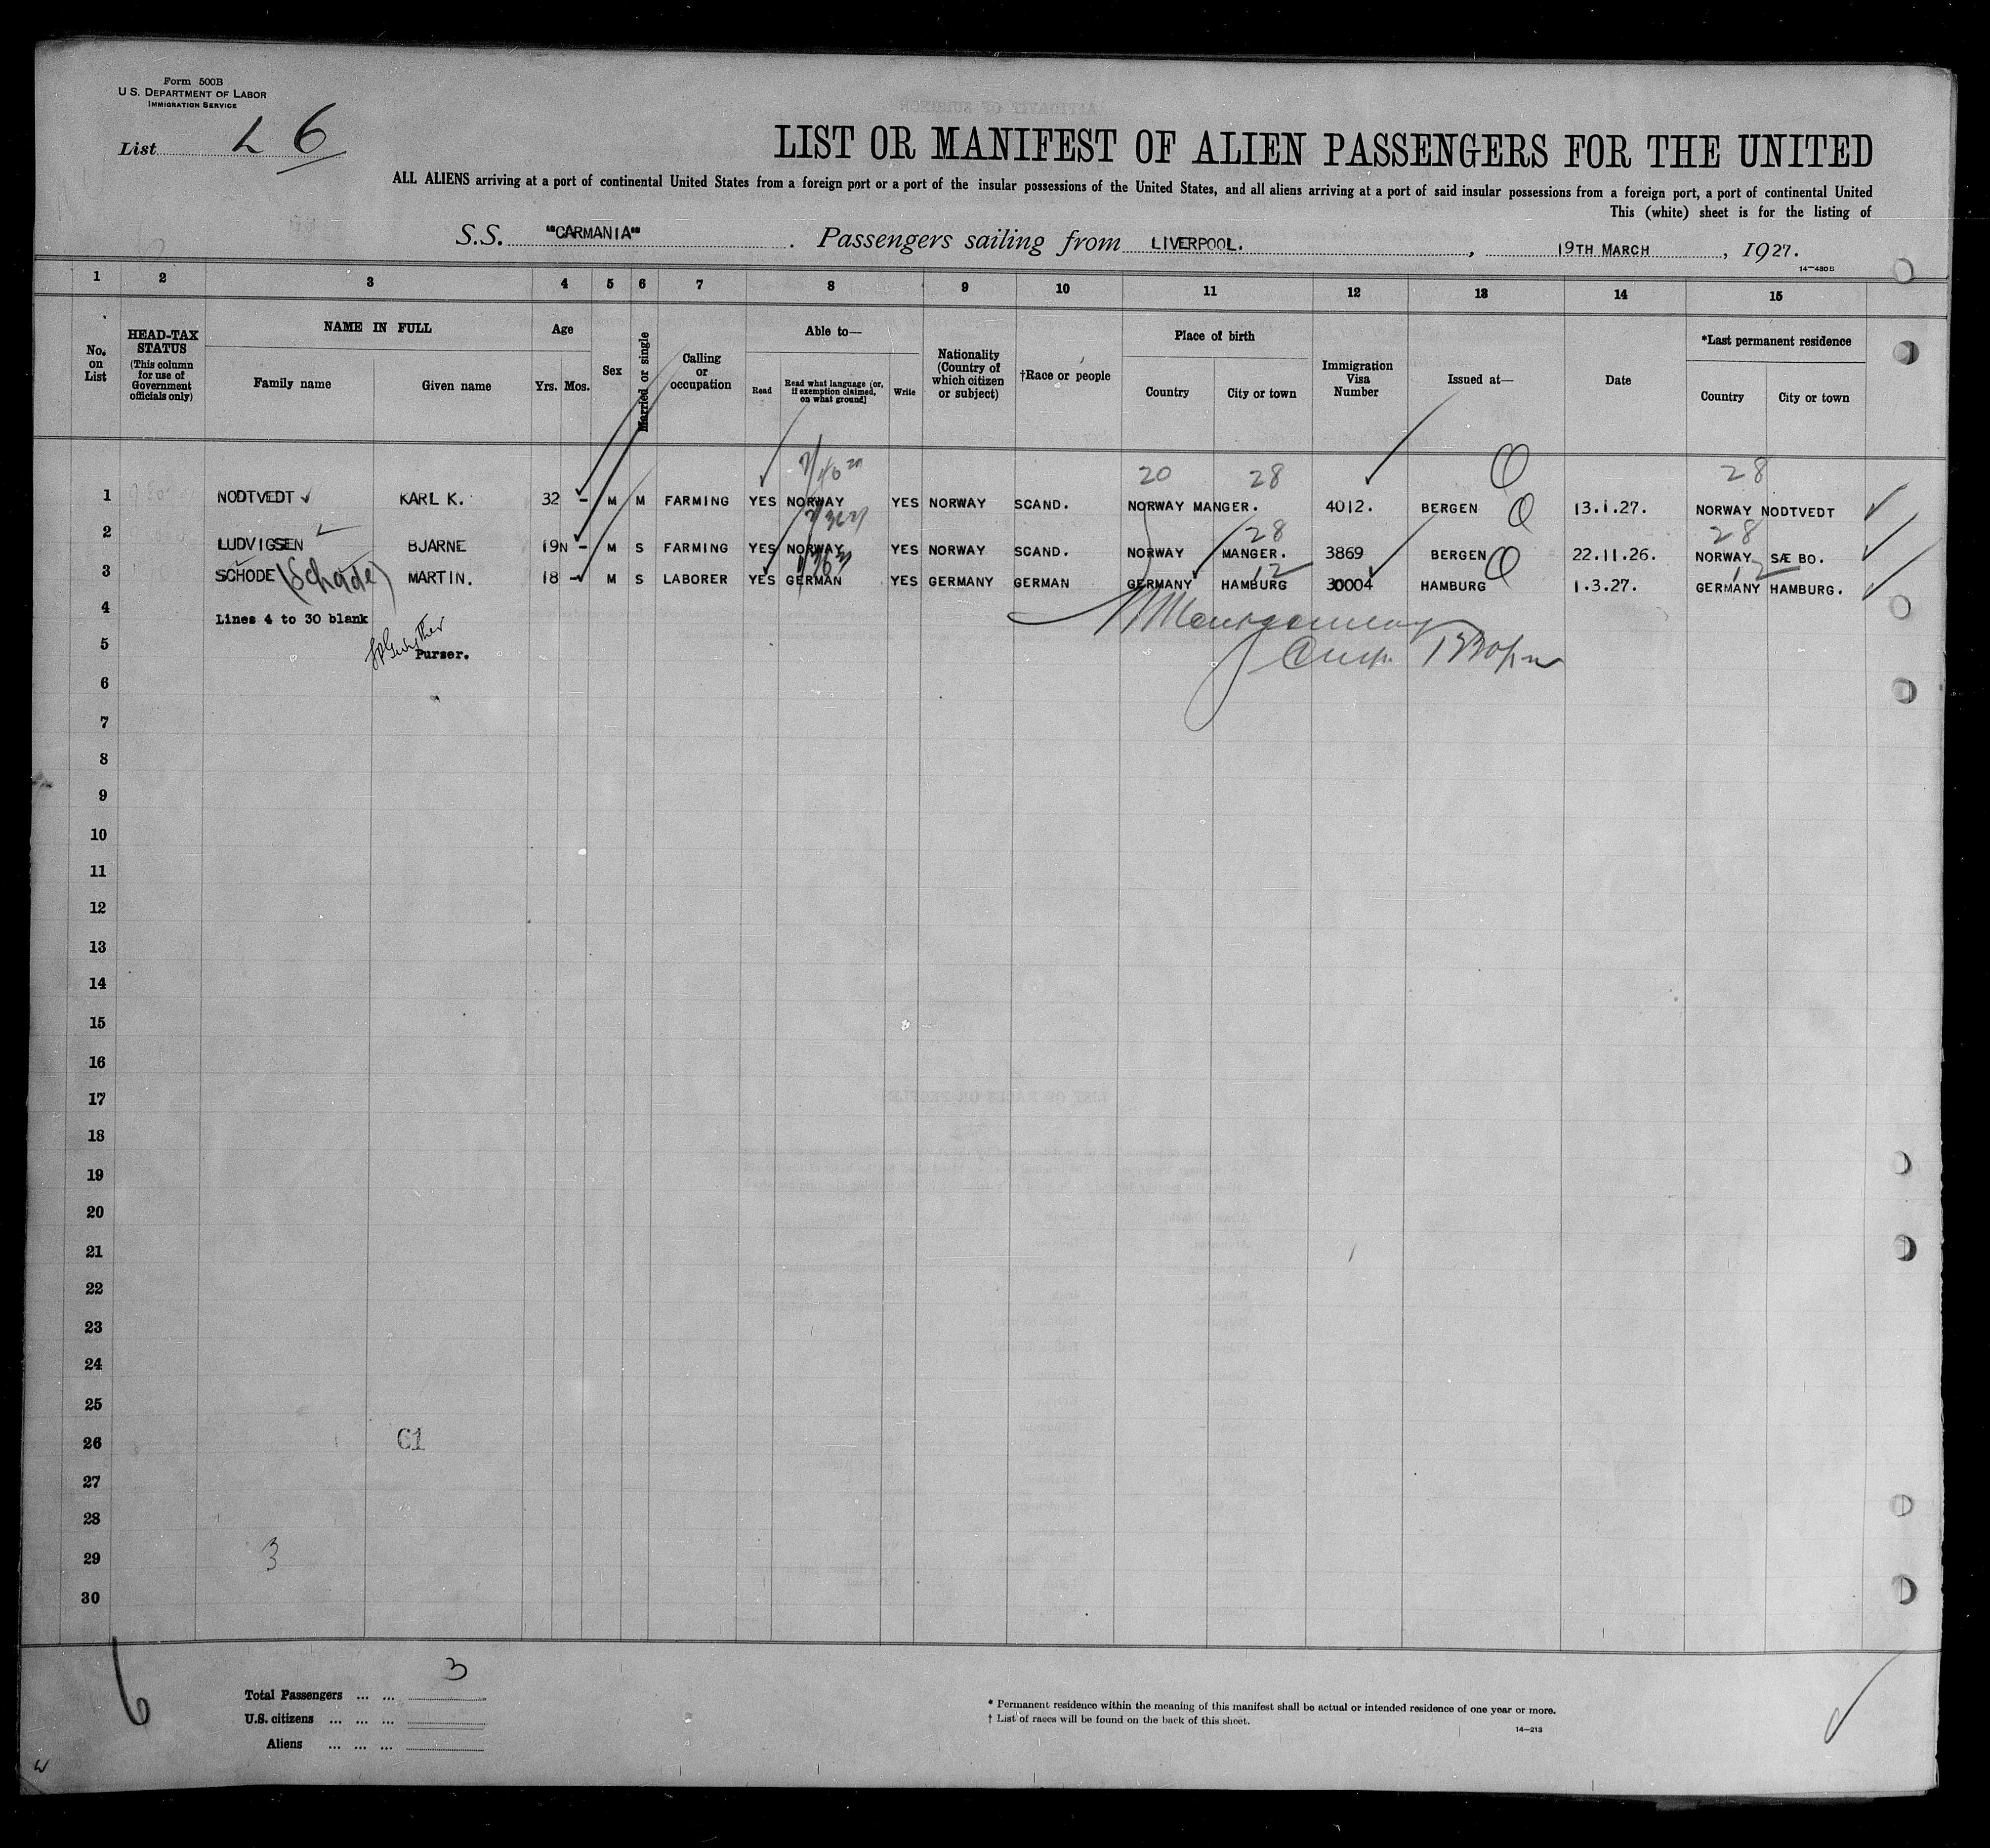 Form 500B
U.S. DEPARTMENT OF LABOR
IMMIGRATION SERVICE
List L 6
LIST OR MANIFEST OF ALIEN PASSENGERS FOR THE UNITED
ALL ALIENS arriving at a port of continental United States from a foreign port or a port of the insular possessions of the United States, and all aliens arriving at a port of said insular possessions from a foreign port, a port of continental United
This (white) sheet is for the listing of
S.S. "CARMANIA". Passengers sailing from LIVERPOOL., 19TH MARCH, 1927.
14-480B
1 2 3 4 5 6 7 8 9 10 11 12 13 14 15
No. on List
HEAD-TAX STATUS (This column for use of Government officials only)
NAME IN FULL
Family name
Given name
Age
Yrs. Mos.
Sex
Married or single
Calling or occupation
Able to—
Read
Read what language (or, if exemption claimed, on what ground)
Write
Nationality (Country of which citizen or subject)
†Race or people
Place of birth
Country
City or town
Immigration Visa Number
Issued at—
Date
*Last permanent residence
Country
City or town
20 28 28
1 NODTVEDT KARL K. 32 - M M FARMING YES NORWAY YES NORWAY SCAND. NORWAY MANGER. 4012. BERGEN 13.1.27. NORWAY NODTVEDT
28 28
2 LUDVIGSEN BJARNE 19N - M S FARMING YES NORWAY YES NORWAY SCAND. NORWAY MANGER. 3869 BERGEN 22.11.26. NORWAY SÆ BO.
12 12
3 SCHODE (Schade) MARTIN. 18 - M S LABORER YES GERMAN YES GERMANY GERMAN GERMANY HAMBURG 30004 HAMBURG 1.3.27. GERMANY HAMBURG.
4 Lines 4 to 30 blank
5 Purser.
6
7
8
9
10
11
12
13
14
15
16
17
18
19
20
21
22
23
24
25
26 61
27
28
29 3
30
6
Total Passengers ... ... 3
U.S. citizens ... ... ...
Aliens ... ... ...
* Permanent residence within the meaning of this manifest shall be actual or intended residence of one year or more.
† List of races will be found on the back of this sheet.
14-213